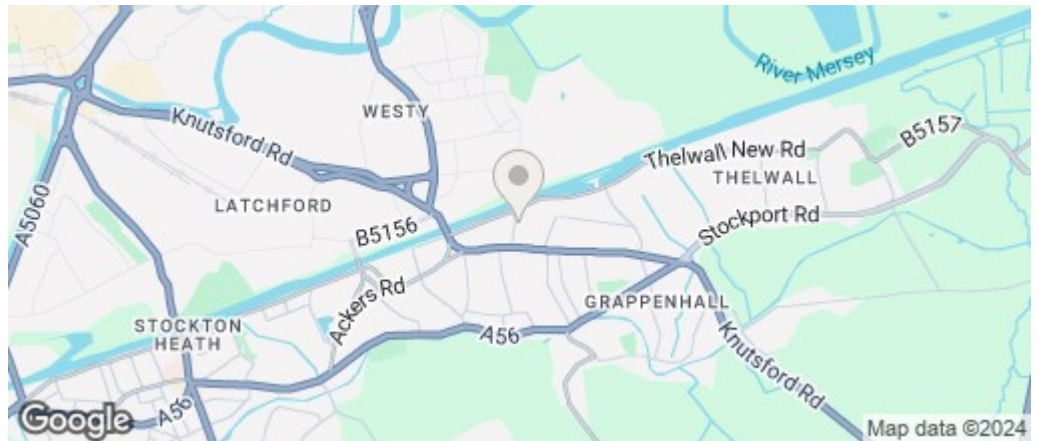 River Mersey
WESTY
Knutsford Rd
B5157
Thelwall New Rd
THELWALL
LATCHFORD
A5060
B5156
Stockport Rd
Ackers Rd
GRAPPENHALL
STOCKTON
HEATH
A56
Knutsford Rd
A56
Google
Map data ©2024